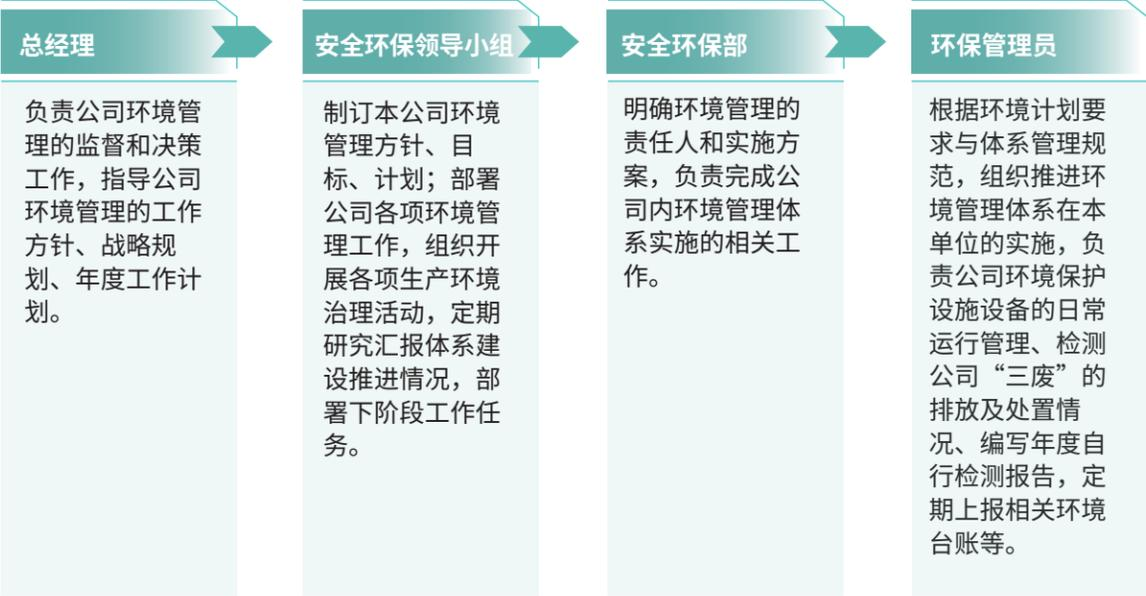 总经理
负责公司环境管
理的监督和决策
工作，指导公司
环境管理的工作
方针、战略规
划、年度工作计
划。
安全环保领导小组
制订本公司环境
管理方针、目
标、计划；部署
公司各项环境管
理工作，组织开
展各项生产环境
治理活动，定期
研究汇报体系建
设推进情况，部
署下阶段工作任
务。
安全环保部
明确环境管理的
责任人和实施方
案，负责完成公
司内环境管理体
系实施的相关工
作。
环保管理员
根据环境计划要
求与体系管理规
范，组织推进环
境管理体系在本
单位的实施，负
责公司环境保护
设施设备的日常
运行管理、检测
公司“三废”的
排放及处置情
况、编写年度自
行检测报告，定
期上报相关环境
台账等。